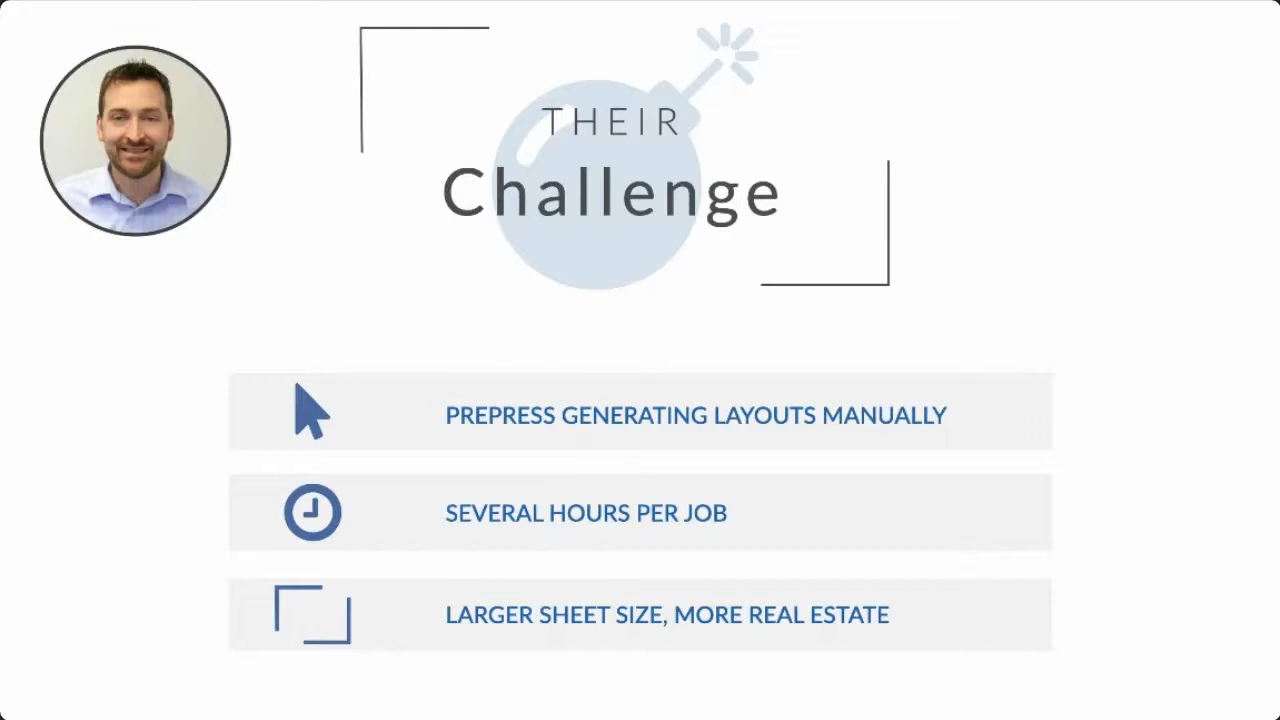 THEIR
Challenge
PREPRESS GENERATING LAYOUTS MANUALLY
SEVERAL HOURS PER JOB
LARGER SHEET SIZE, MORE REAL ESTATE